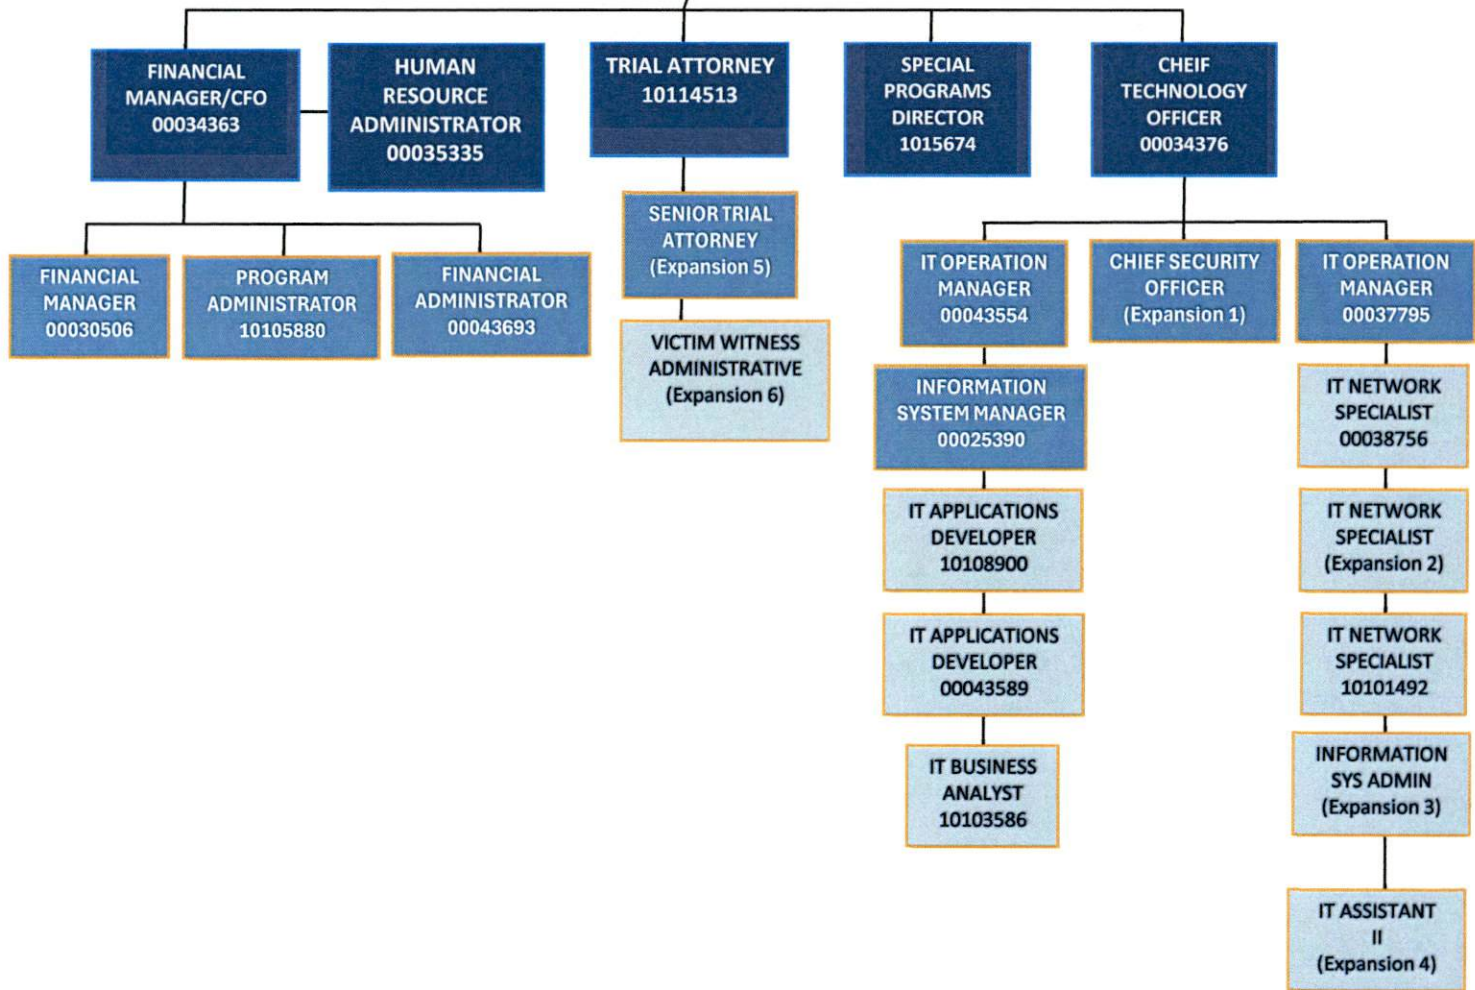 FINANCIAL
MANAGER/CFO
00034363
HUMAN
RESOURCE
ADMINISTRATOR
00035335
TRIAL ATTORNEY
10114513
SPECIAL
PROGRAMS
DIRECTOR
1015674
CHEIF
TECHNOLOGY
OFFICER
00034376
FINANCIAL
MANAGER
00030506
PROGRAM
ADMINISTRATOR
10105880
FINANCIAL
ADMINISTRATOR
00043693
SENIOR TRIAL
ATTORNEY
(Expansion 5)
VICTIM WITNESS
ADMINISTRATIVE
(Expansion 6)
IT OPERATION
MANAGER
00043554
CHIEF SECURITY
OFFICER
(Expansion 1)
IT OPERATION
MANAGER
00037795
INFORMATION
SYSTEM MANAGER
00025390
IT APPLICATIONS
DEVELOPER
10108900
IT APPLICATIONS
DEVELOPER
00043589
IT BUSINESS
ANALYST
10103586
IT NETWORK
SPECIALIST
00038756
IT NETWORK
SPECIALIST
(Expansion 2)
IT NETWORK
SPECIALIST
10101492
INFORMATION
SYS ADMIN
(Expansion 3)
IT ASSISTANT
II
(Expansion 4)